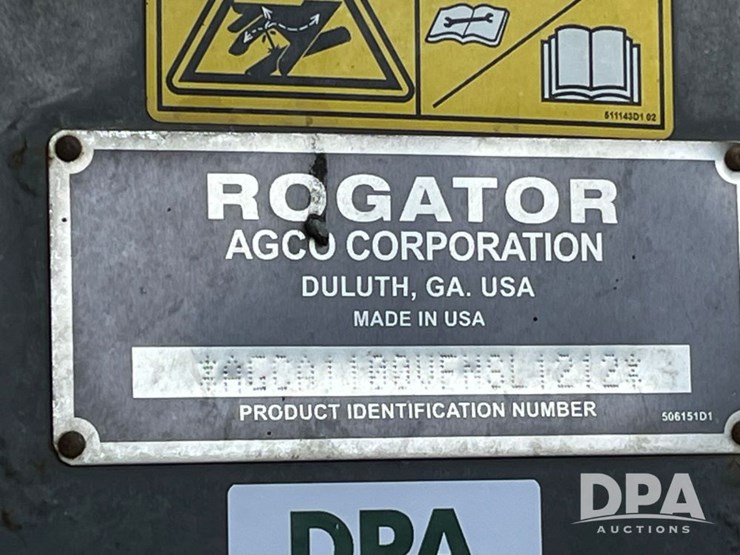 511143D1 02
ROGATOR
AGCO CORPORATION
DULUTH, GA. USA
MADE IN USA
PRODUCT IDENTIFICATION NUMBER
506151D1
DPA
AUCTIONS
DPA